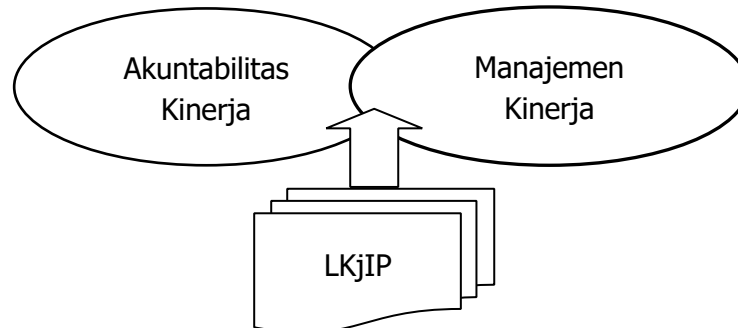 Akuntabilitas
Kinerja
Manajemen
Kinerja
LKjIP